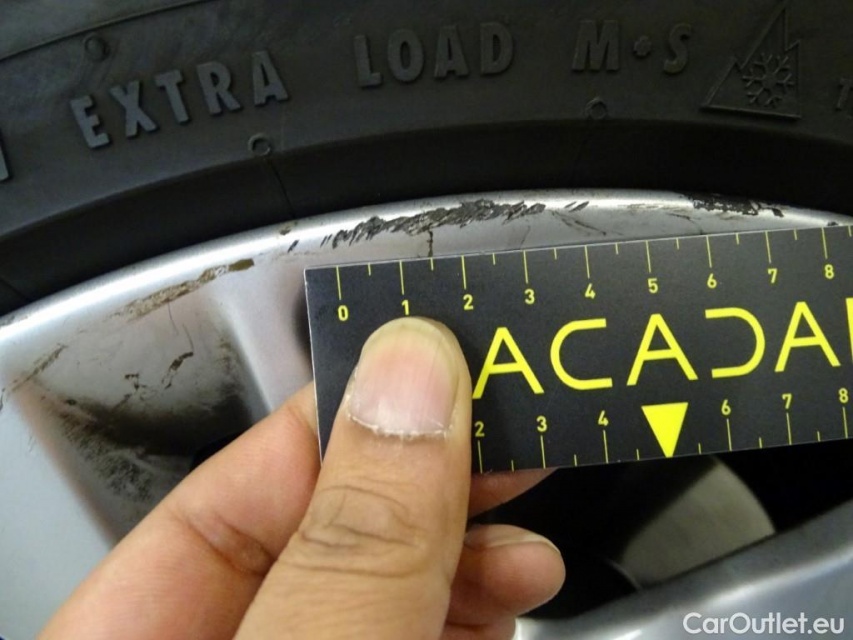 EXTRA LOAD M+S
0 1 2 3 4 5 6 7 8
ACADA
2 3 4 6 7 8
CarOutlet.eu